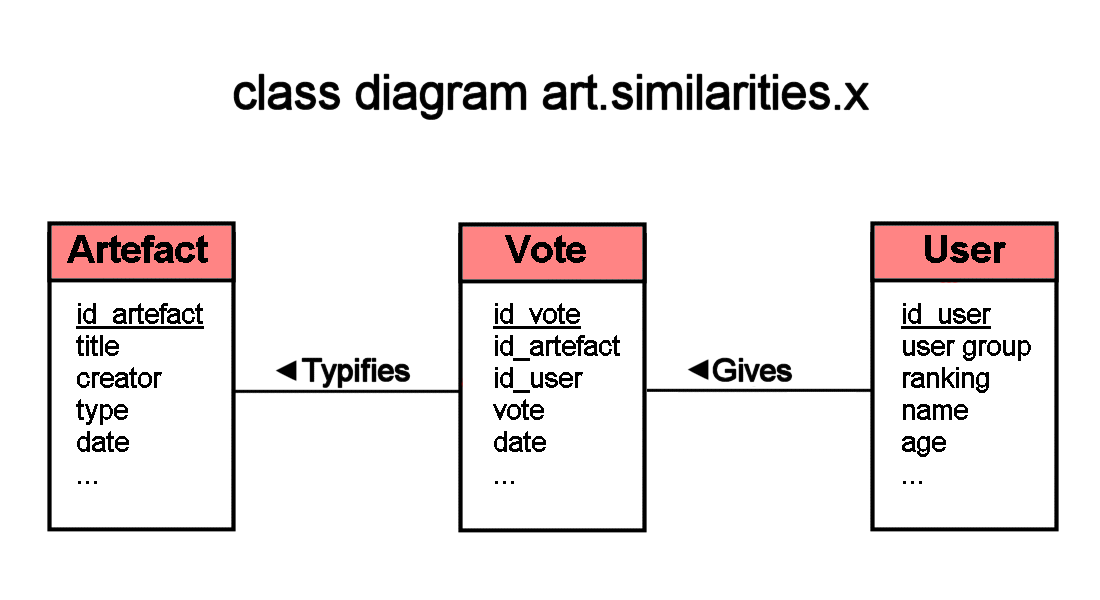 class diagram art.similarities.x
Artefact
id_artefact
title
creator
type
date
...
◄Typifies
Vote
id_vote
id_artefact
id_user
vote
date
...
◄Gives
User
id_user
user group
ranking
name
age
...